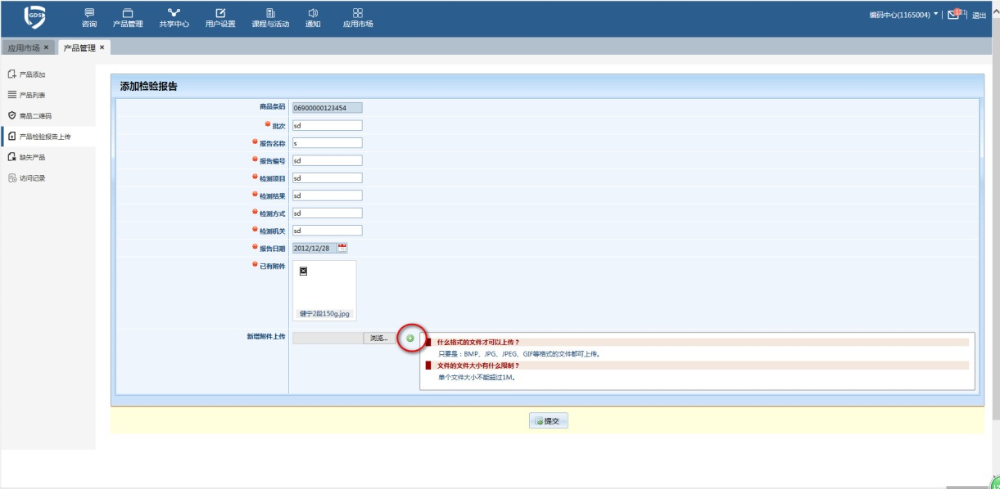 GDS
咨询 产品管理 共享中心 用户设置 课程与活动 通知 应用市场
编码中心(1165004) 退出
应用市场 × 产品管理 ×
产品添加
产品列表
商品二维码
产品检验报告上传
缺失产品
访问记录
添加检验报告
商品条码 06900000123454
批次 sd
报告名称 s
报告编号 sd
检测项目 sd
检测结果 sd
检测方式 sd
检测机关 sd
报告日期 2012/12/28
已有附件
健宁2段150g.jpg
新增附件上传 浏览...
什么格式的文件才可以上传？
只要是：BMP、JPG、JPEG、GIF等格式的文件都可上传。
文件的文件大小有什么限制？
单个文件大小不能超过1M。
提交